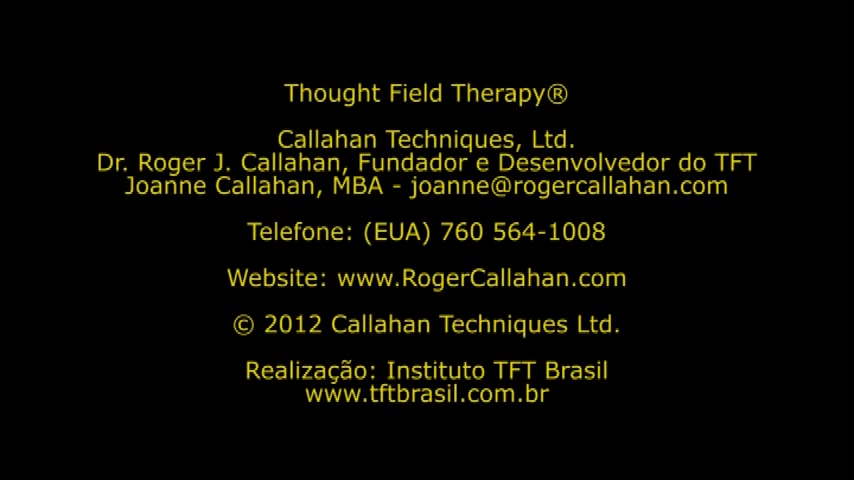 Thought Field Therapy®
Callahan Techniques, Ltd.
Dr. Roger J. Callahan, Fundador e Desenvolvedor do TFT
Joanne Callahan, MBA - joanne@rogercallahan.com
Telefone: (EUA) 760 564-1008
Website: www.RogerCallahan.com
© 2012 Callahan Techniques Ltd.
Realização: Instituto TFT Brasil
www.tftbrasil.com.br